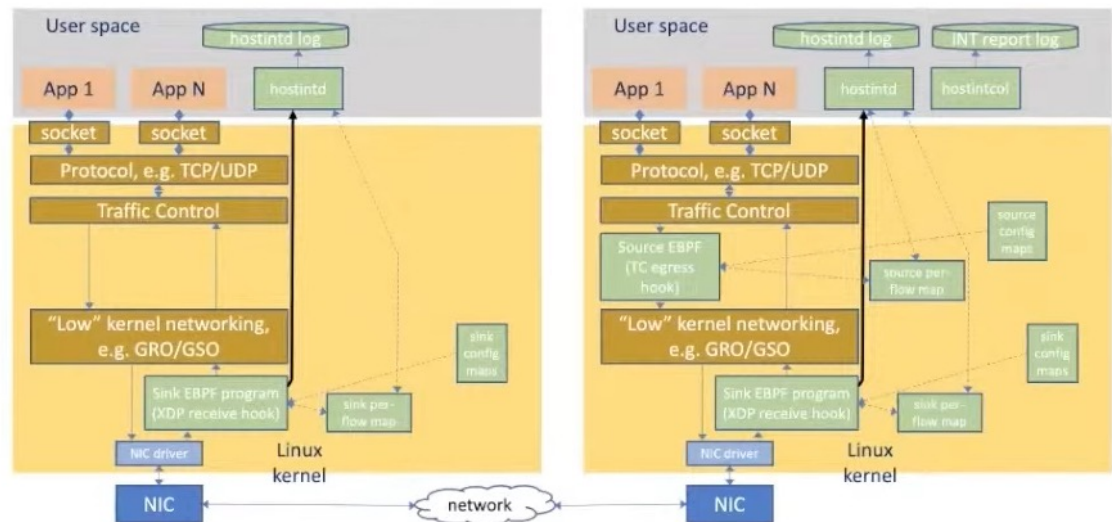 User space
hostintd log
App 1
App N
hostintd
socket
socket
Protocol, e.g. TCP/UDP
Traffic Control
"Low" kernel networking,
e.g. GRO/GSO
sink
config
maps
Sink EBPF program
(XDP receive hook)
sink per-
flow map
NIC driver
Linux
kernel
NIC
network
User space
hostintd log
INT report log
App 1
App N
hostintd
hostintcol
socket
socket
Protocol, e.g. TCP/UDP
Traffic Control
Source EBPF
(TC egress
hook)
source
config
maps
source per-
flow map
"Low" kernel networking,
e.g. GRO/GSO
sink
config
maps
Sink EBPF program
(XDP receive hook)
sink per-
flow map
NIC driver
Linux
kernel
NIC